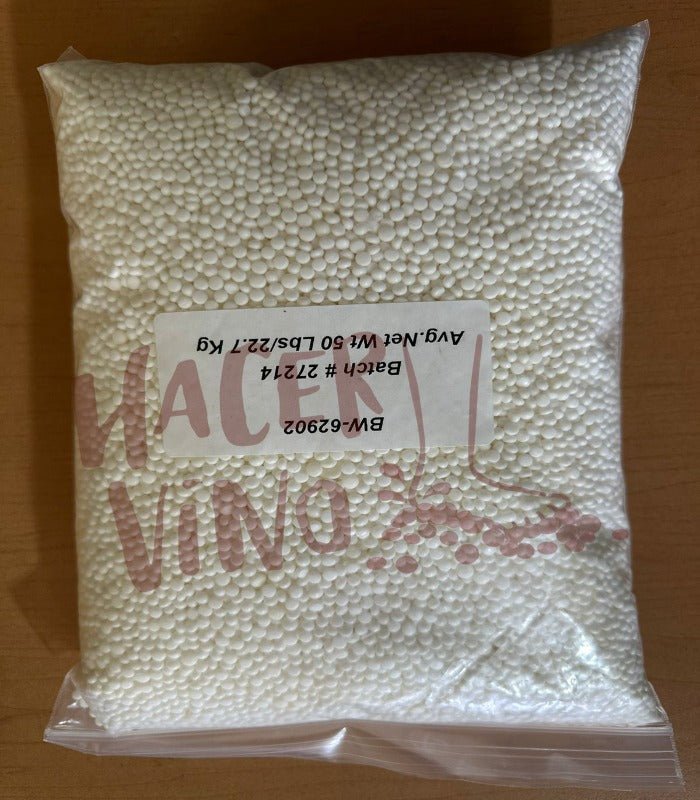 BW-62902
Batch # 27214
Avg.Net Wt 50 Lbs/22.7 Kg
HACER
VINO